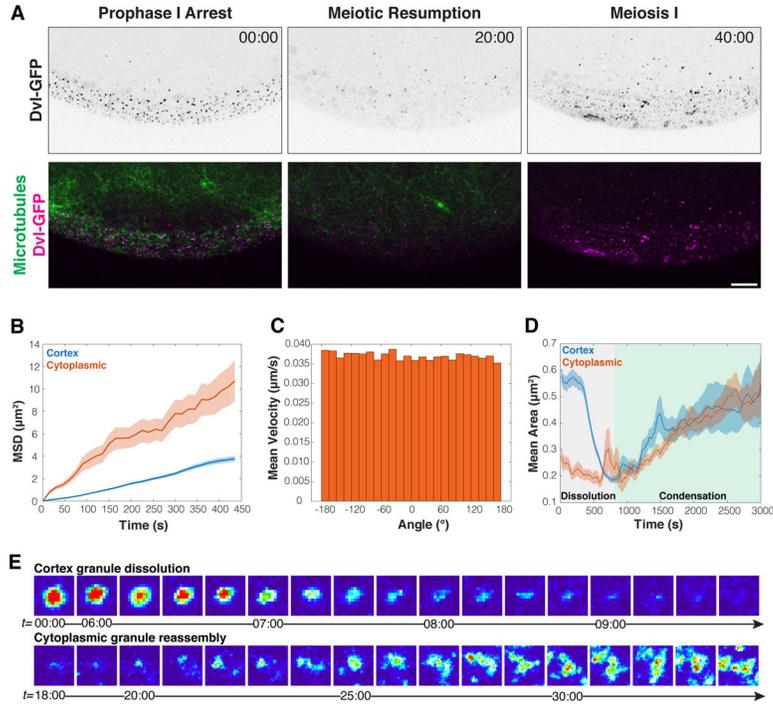 A
Prophase I Arrest
Meiotic Resumption
Meiosis I
Dvl-GFP
00:00
20:00
40:00
Microtubules
Dvl-GFP
B
Cortex
Cytoplasmic
MSD (μm²)
14
12
10
8
6
4
2
0
0 50 100 150 200 250 300 350 400 450
Time (s)
C
Mean Velocity (μm/s)
0.040
0.035
0.030
0.025
0.020
0.015
0.010
0.005
0
-180 -120 -60 0 60 120 180
Angle (°)
D
Cortex
Cytoplasmic
Mean Area (μm²)
0.7
0.6
0.5
0.4
0.3
0.2
0.1
Dissolution
Condensation
0 500 1000 1500 2000 2500 3000
Time (s)
E
Cortex granule dissolution
t= 00:00 06:00 07:00 08:00 09:00
Cytoplasmic granule reassembly
t= 18:00 20:00 25:00 30:00